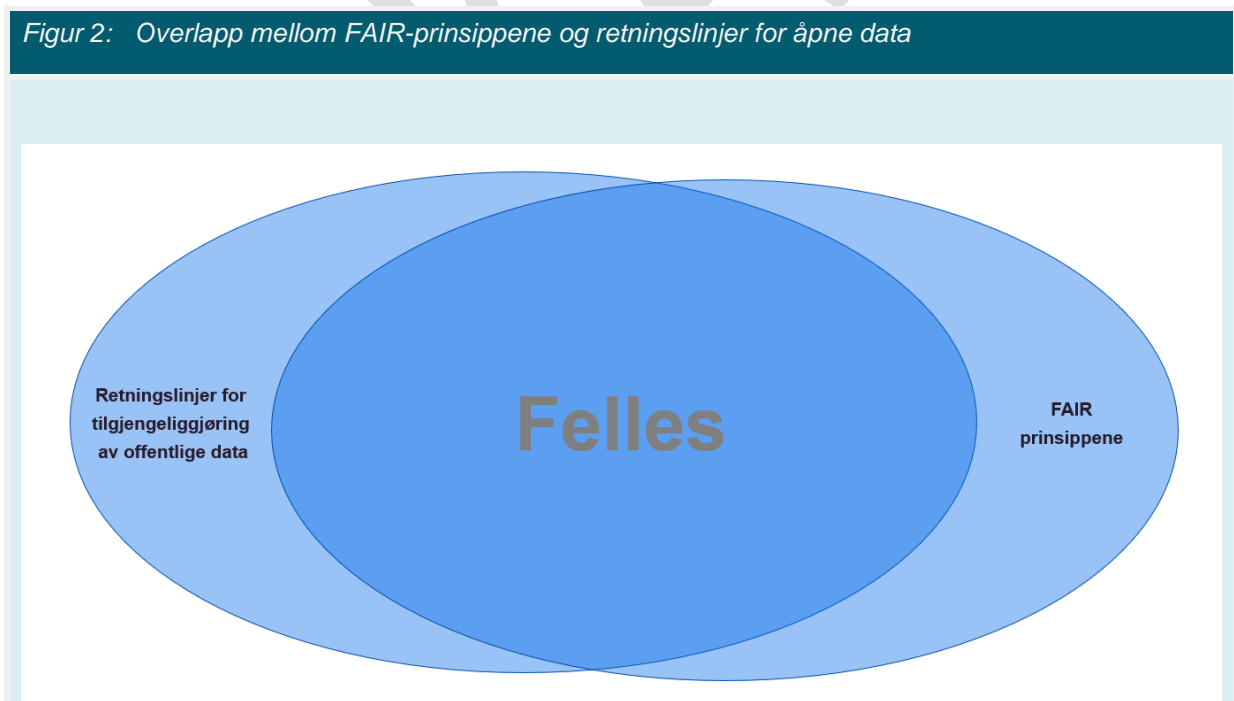 Figur 2: Overlapp mellom FAIR-prinsippene og retningslinjer for åpne data
Retningslinjer for
tilgjengeliggjøring
av offentlige data
Felles
FAIR
prinsippene